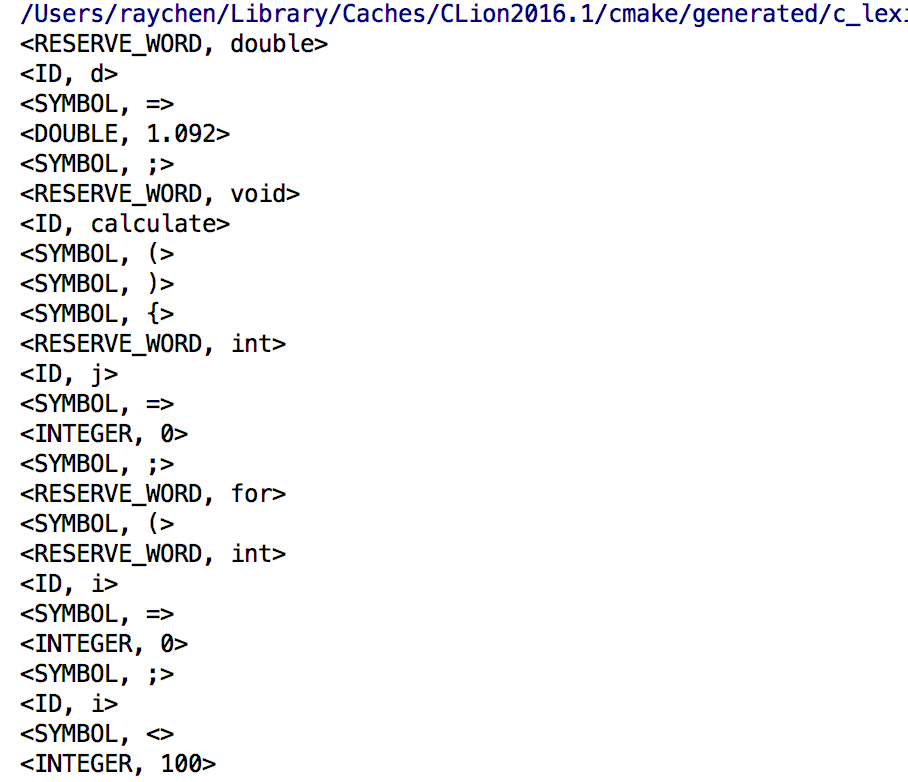 /Users/raychen/Library/Caches/CLion2016.1/cmake/generated/c_lexi
<RESERVE_WORD, double>
<ID, d>
<SYMBOL, =>
<DOUBLE, 1.092>
<SYMBOL, ;>
<RESERVE_WORD, void>
<ID, calculate>
<SYMBOL, (>
<SYMBOL, )>
<SYMBOL, {>
<RESERVE_WORD, int>
<ID, j>
<SYMBOL, =>
<INTEGER, 0>
<SYMBOL, ;>
<RESERVE_WORD, for>
<SYMBOL, (>
<RESERVE_WORD, int>
<ID, i>
<SYMBOL, =>
<INTEGER, 0>
<SYMBOL, ;>
<ID, i>
<SYMBOL, <>
<INTEGER, 100>